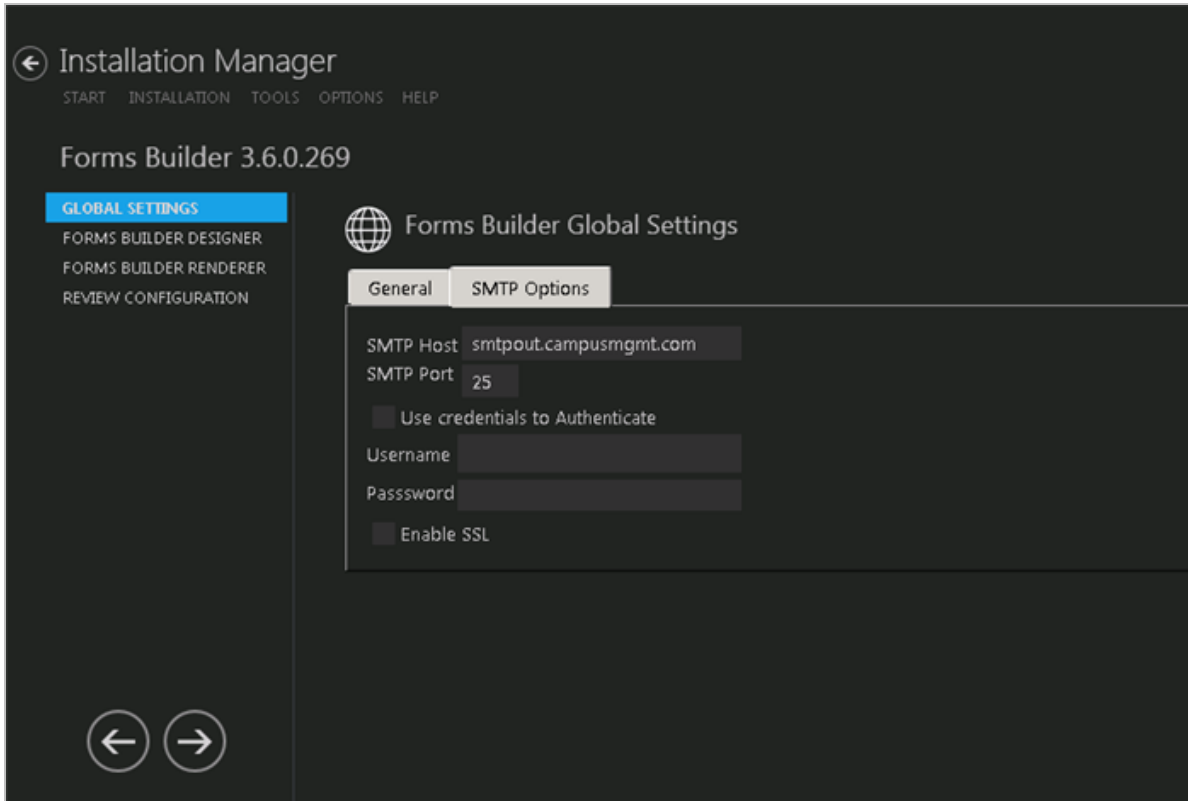 Installation Manager
START INSTALLATION TOOLS OPTIONS HELP
Forms Builder 3.6.0.269
GLOBAL SETTINGS
FORMS BUILDER DESIGNER
FORMS BUILDER RENDERER
REVIEW CONFIGURATION
Forms Builder Global Settings
General SMTP Options
SMTP Host smtpout.campusmgmt.com
SMTP Port 25
Use credentials to Authenticate
Username
Passsword
Enable SSL